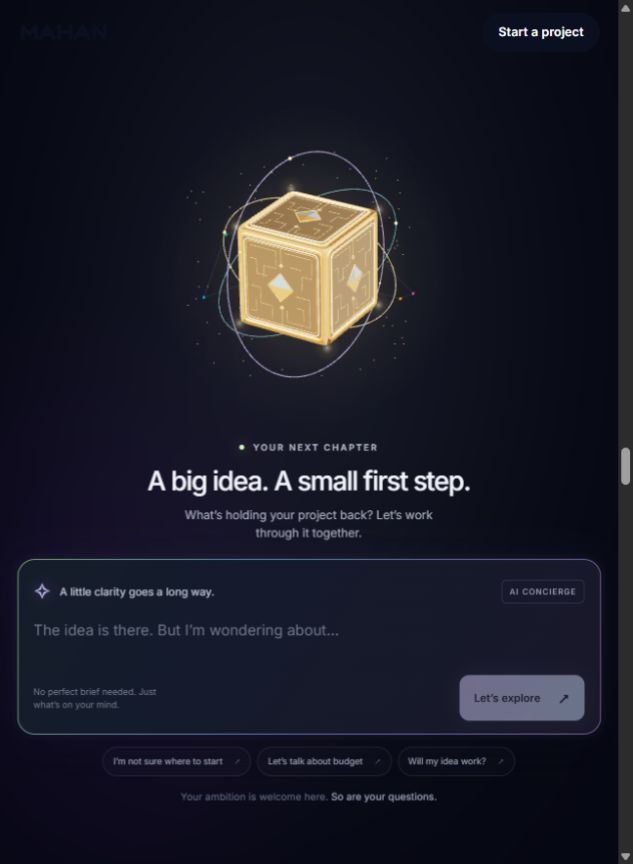 MAHAN
Start a project
YOUR NEXT CHAPTER
A big idea. A small first step.
What's holding your project back? Let's work
through it together.
A little clarity goes a long way.
AI CONCIERGE
The idea is there. But I'm wondering about...
No perfect brief needed. Just
what's on your mind.
Let's explore ↗
I'm not sure where to start ↗
Let's talk about budget ↗
Will my idea work? ↗
Your ambition is welcome here. So are your questions.